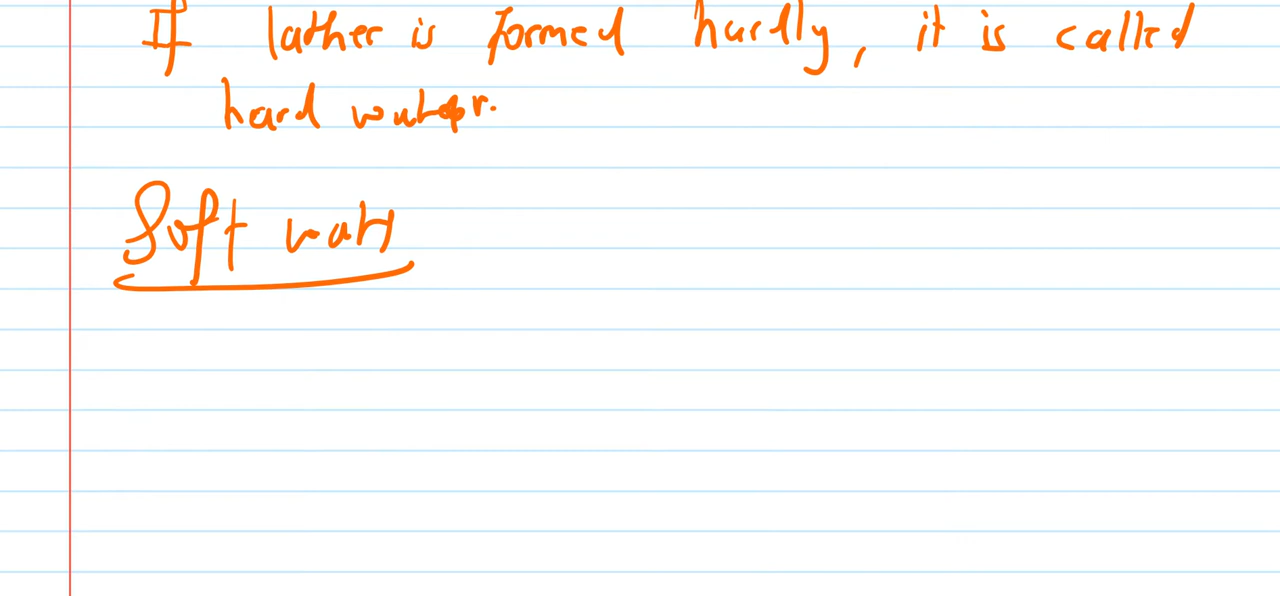 If lather is formed hardly, it is called
hard water.
Soft water